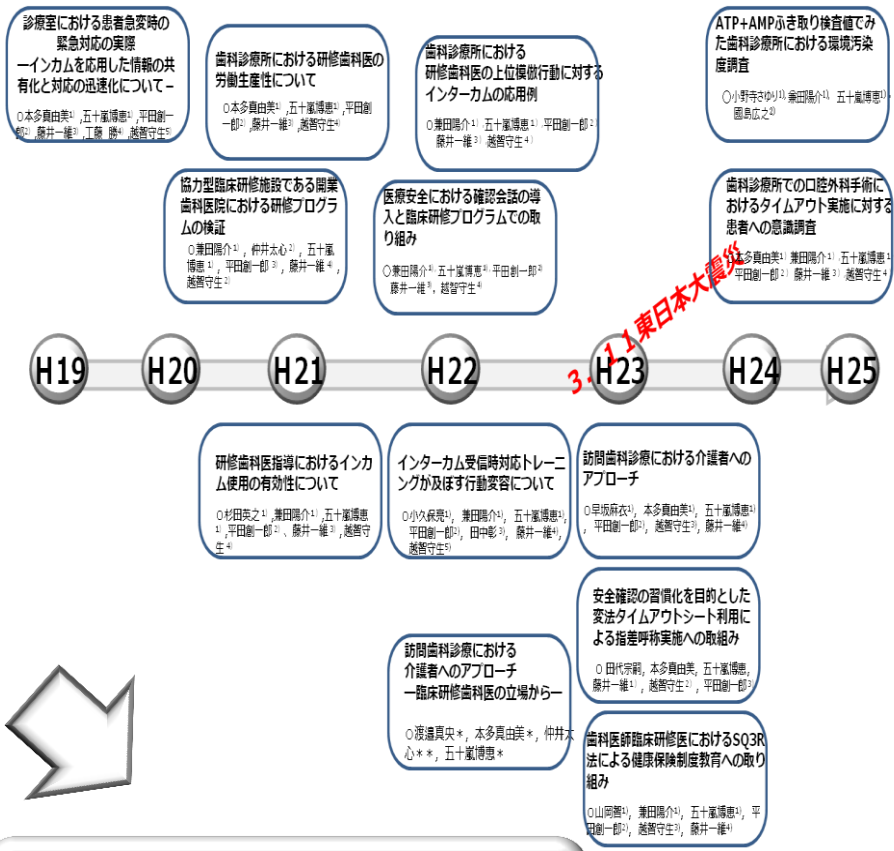 診療室における患者急変時の
緊急対応の実際
ーインカムを応用した情報の共
有化と対応の迅速化についてー
○本多真由美1) ,五十嵐博恵1) ,平田創一
郎2) ,藤井一維3) ,工藤 勝4) ,越智守生5)
歯科診療所における研修歯科医の
労働生産性について
○本多真由美1) ,五十嵐博恵1) ,平田創
一郎2) ,藤井一維3) ,越智守生4)
歯科診療所における
研修歯科医の上位模倣行動に対する
インターカムの応用例
○兼田陽介1) ,五十嵐博恵1) ,平田創一郎2)
藤井一維3) ,越智守生4)
ATP+AMPふき取り検査値でみ
た歯科診療所における環境汚染
度調査
○小野寺さゆり1), 兼田陽介1), 五十嵐博恵1),
國島広之2)
協力型臨床研修施設である開業
歯科医院における研修プログラ
ムの検証
○兼田陽介1) , 仲井太心2) , 五十嵐
博恵1) , 平田創一郎3) , 藤井一維4) ,
越智守生2)
医療安全における確認会話の導
入と臨床研修プログラムでの取
り組み
○兼田陽介1), 五十嵐博恵1), 平田創一郎2)
藤井一維3), 越智守生4)
歯科診療所での口腔外科手術に
おけるタイムアウト実施に対する
患者への意識調査
本多真由美1) 兼田陽介1) ,五十嵐博恵1
平田創一郎2) 藤井一維3) ,越智守生4
3.11東日本大震災
H19 H20 H21 H22 H23 H24 H25
研修歯科医指導におけるインカ
ム使用の有効性について
○杉田英之1) ,兼田陽介1) ,五十嵐博恵
1) ,平田創一郎2) 、藤井一維3) ,越智守
生4)
インターカム受信時対応トレーニ
ングが及ぼす行動変容について
○小久保亮1), 兼田陽介1), 五十嵐博恵1),
平田創一郎2), 田中彰3), 藤井一維4),
越智守生5)
訪問歯科診療における介護者への
アプローチ
○早坂麻衣1), 本多真由美1), 五十嵐博恵1)
, 平田創一郎2), 越智守生3), 藤井一維4)
安全確認の習慣化を目的とした
変法タイムアウトシート利用に
よる指差呼称実施への取組み
○ 田代宗嗣, 本多真由美, 五十嵐博恵,
藤井一維1) , 越智守生2) , 平田創一郎3)
訪問歯科診療における
介護者へのアプローチ
ー臨床研修歯科医の立場からー
○渡邉真央＊, 本多真由美＊, 仲井太
心＊＊, 五十嵐博恵＊
歯科医師臨床研修医におけるSQ3R
法による健康保険制度教育への取り
組み
○山岡智1), 兼田陽介1), 五十嵐博恵1), 平
田創一郎2), 越智守生3), 藤井一維4)